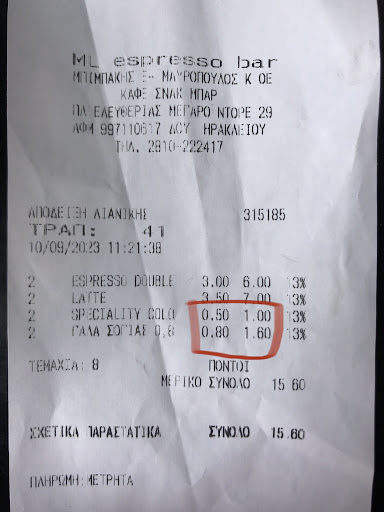 ML espresso bar
ΜΠΙΜΠΑΚΗΣ Ε- ΜΑΥΡΟΠΟΥΛΟΣ Κ ΟΕ
ΚΑΦΕ ΣΝΑΚ ΜΠΑΡ
ΠΛ ΕΛΕΥΘΕΡΙΑΣ ΜΕΓΑΡΟ ΝΤΟΡΕ 29
ΑΦΜ 997110617 ΔΟΥ ΗΡΑΚΛΕΙΟΥ
ΤΗΛ. 2810-222417
ΑΠΟΔΕΙΞΗ ΛΙΑΝΙΚΗΣ 315185
ΤΡΑΠ: 41
10/09/2023 11:21:38
2 ESPRESSO DOUBLE 3.00 6.00 13%
2 LATTE 3.50 7.00 13%
2 SPECIALITY COLD 0.50 1.00 13%
2 ΓΑΛΑ ΣΟΓΙΑΣ 0,8 0.80 1.60 13%
ΤΕΜΑΧΙΑ: 8 ΠΟΝΤΟΙ
ΜΕΡΙΚΟ ΣΥΝΟΛΟ 15.60
ΣΧΕΤΙΚΑ ΠΑΡΑΣΤΑΤΙΚΑ ΣΥΝΟΛΟ 15.60
ΠΛΗΡΩΜΗ:ΜΕΤΡΗΤΑ